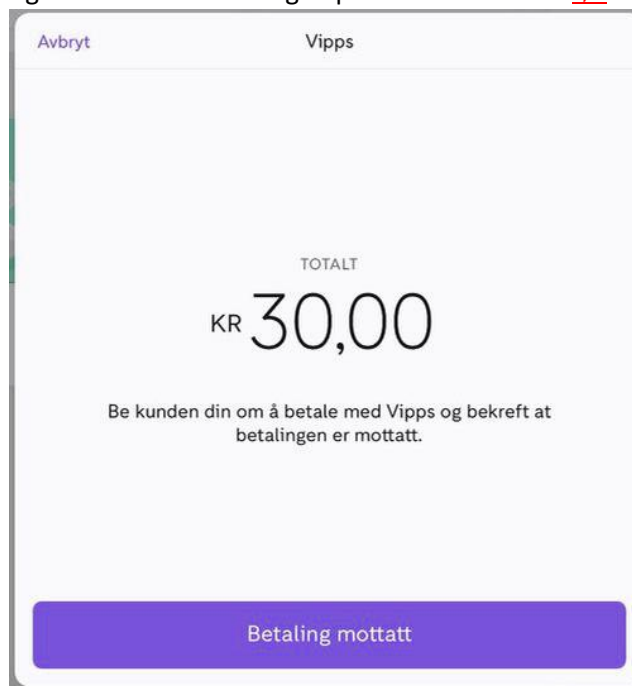 Avbryt
Vipps
TOTALT
KR 30,00
Be kunden din om å betale med Vipps og bekreft at
betalingen er mottatt.
Betaling mottatt